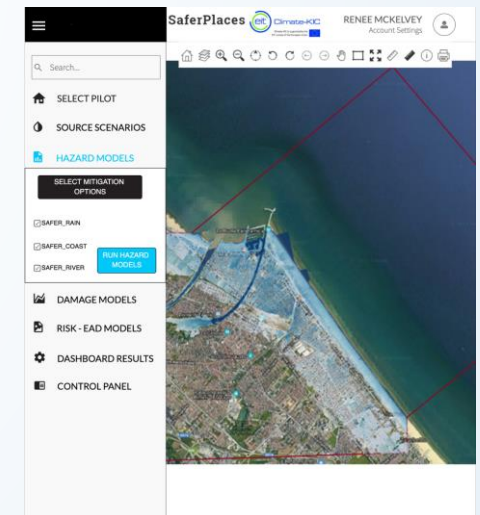 SaferPlaces
eit Climate-KIC
RENEE MCKELVEY
Account Settings
Search...
SELECT PILOT
SOURCE SCENARIOS
HAZARD MODELS
SELECT MITIGATION
OPTIONS
SAFER_RAIN
SAFER_COAST
SAFER_RIVER
RUN HAZARD
MODELS
DAMAGE MODELS
RISK - EAD MODELS
DASHBOARD RESULTS
CONTROL PANEL